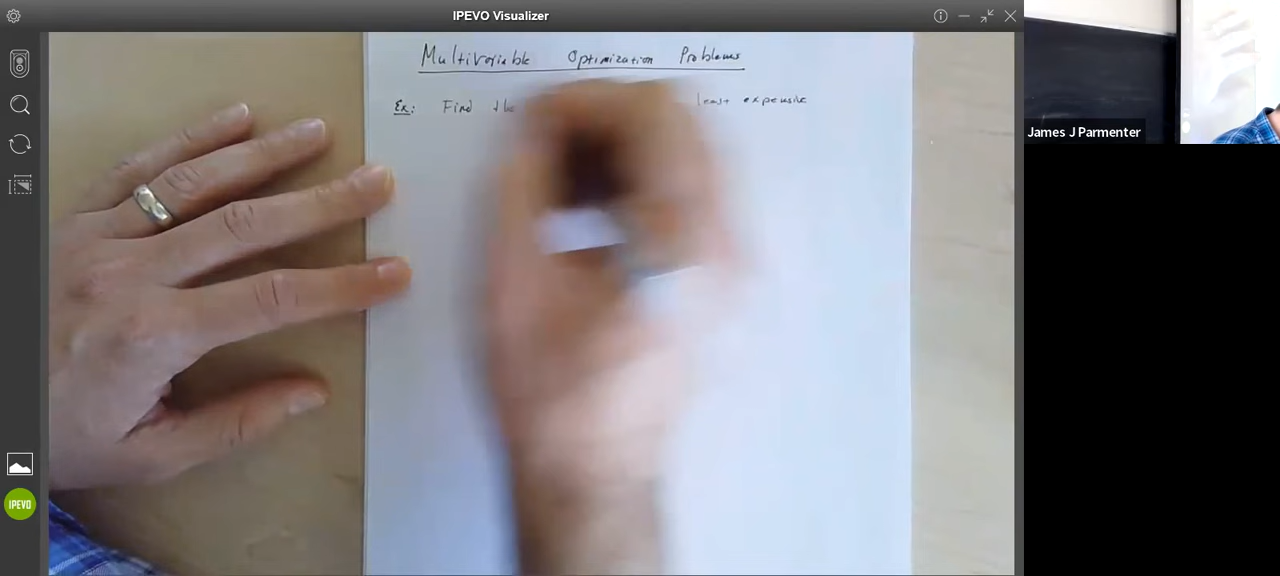 IPEVO Visualizer
Multivariable Optimization Problems
Ex: Find the least expensive
James J Parmenter
IPEVO